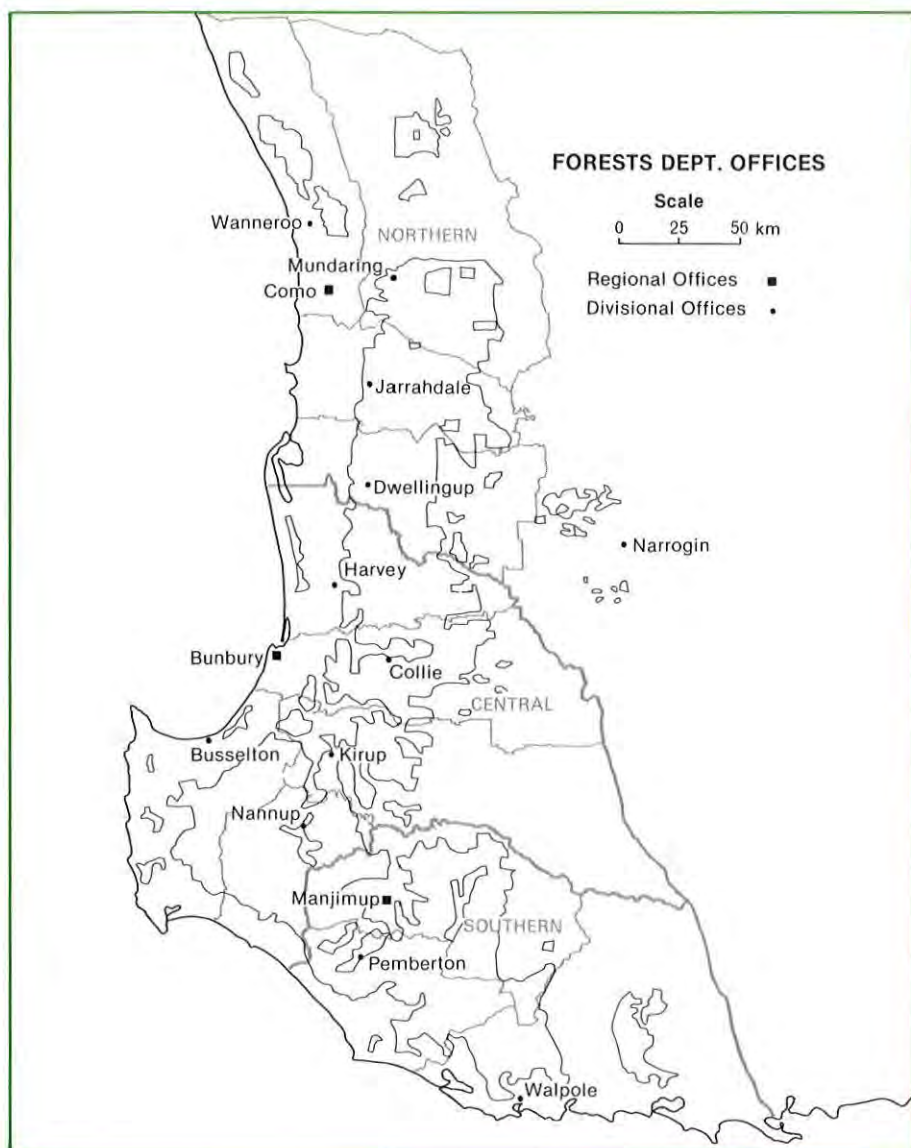 FORESTS DEPT. OFFICES
Scale
0 25 50 km
Wanneroo
NORTHERN
Mundaring
Como
Regional Offices
Divisional Offices
Jarrahdale
Dwellingup
Narrogin
Harvey
Bunbury
Collie
CENTRAL
Busselton
Kirup
Nannup
Manjimup
SOUTHERN
Pemberton
Walpole